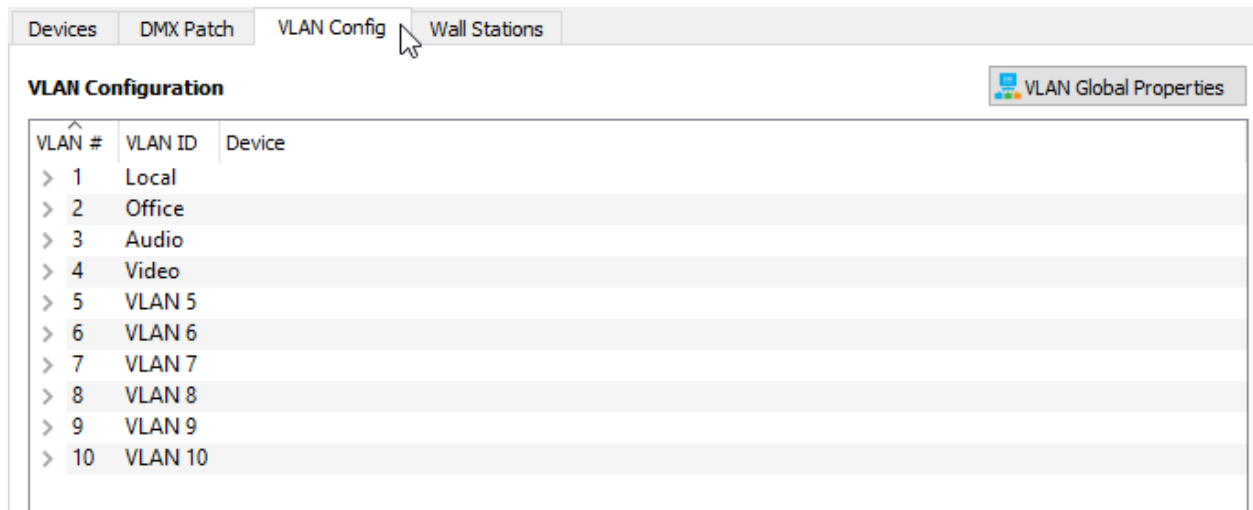 Devices DMX Patch VLAN Config Wall Stations
VLAN Configuration VLAN Global Properties
VLAN # VLAN ID Device
1 Local
2 Office
3 Audio
4 Video
5 VLAN 5
6 VLAN 6
7 VLAN 7
8 VLAN 8
9 VLAN 9
10 VLAN 10